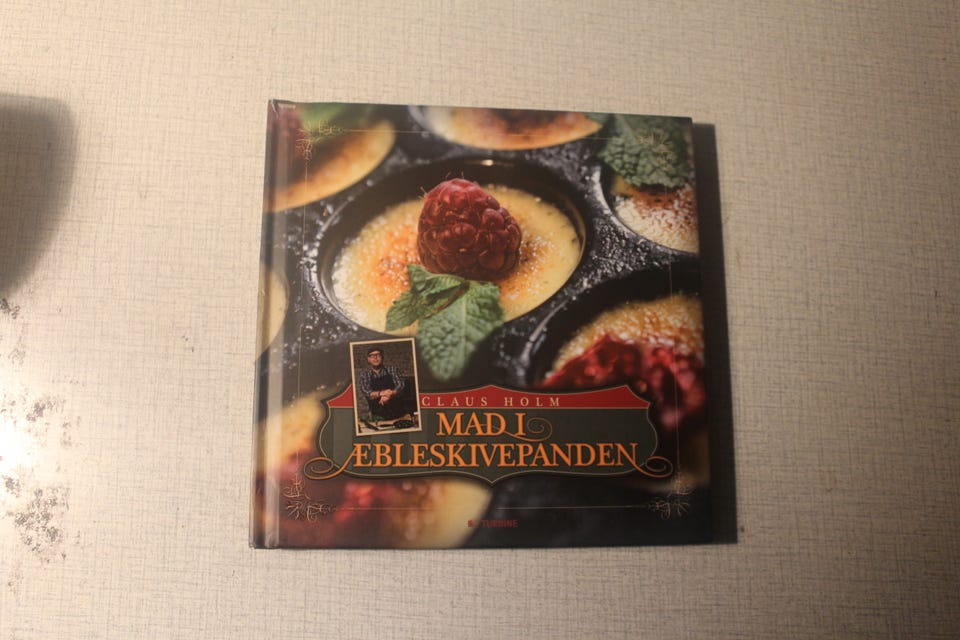 CLAUS HOLM
MAD I
ÆBLESKIVEPANDEN
TURBINE